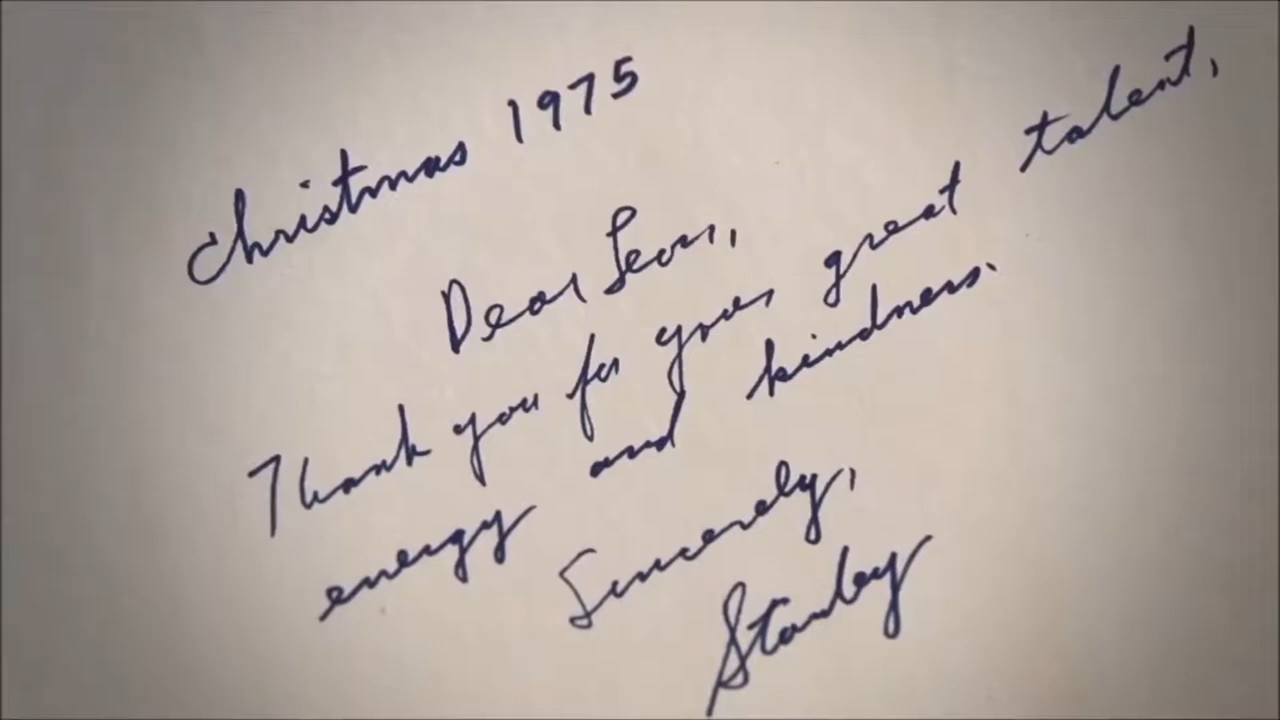 Christmas 1975
Dear Leon,
Thank you for your great talent,
energy and kindness.
Sincerely,
Stanley